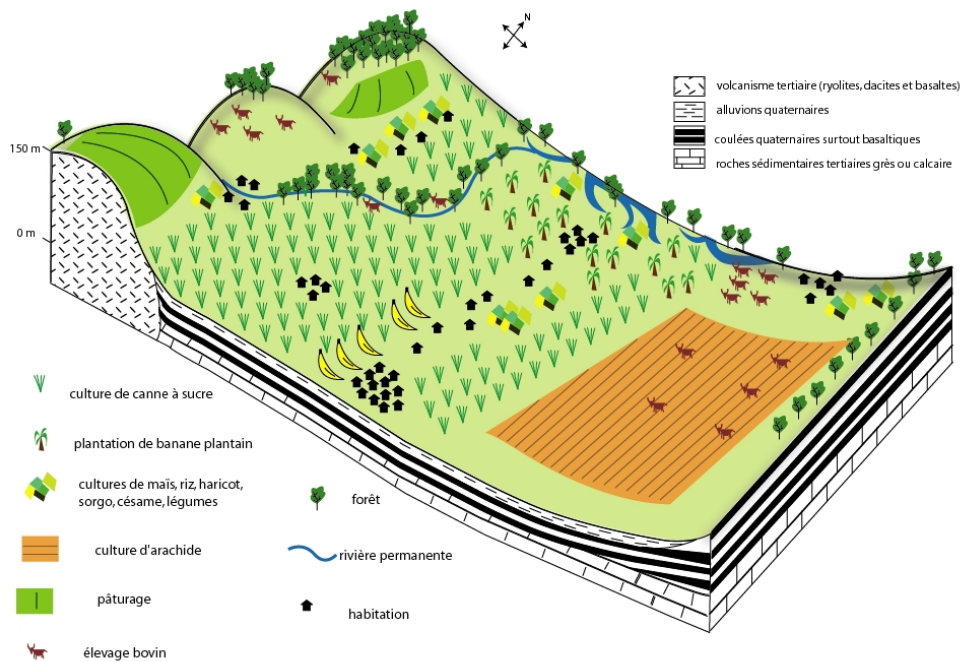 N
volcanisme tertiaire (ryolites, dacites et basaltes)
alluvions quaternaires
coulées quaternaires surtout basaltiques
roches sédimentaires tertiaires grès ou calcaire
150 m
0 m
culture de canne à sucre
plantation de banane plantain
cultures de maïs, riz, haricot,
sorgo, césame, légumes
culture d'arachide
pâturage
élevage bovin
forêt
rivière permanente
habitation